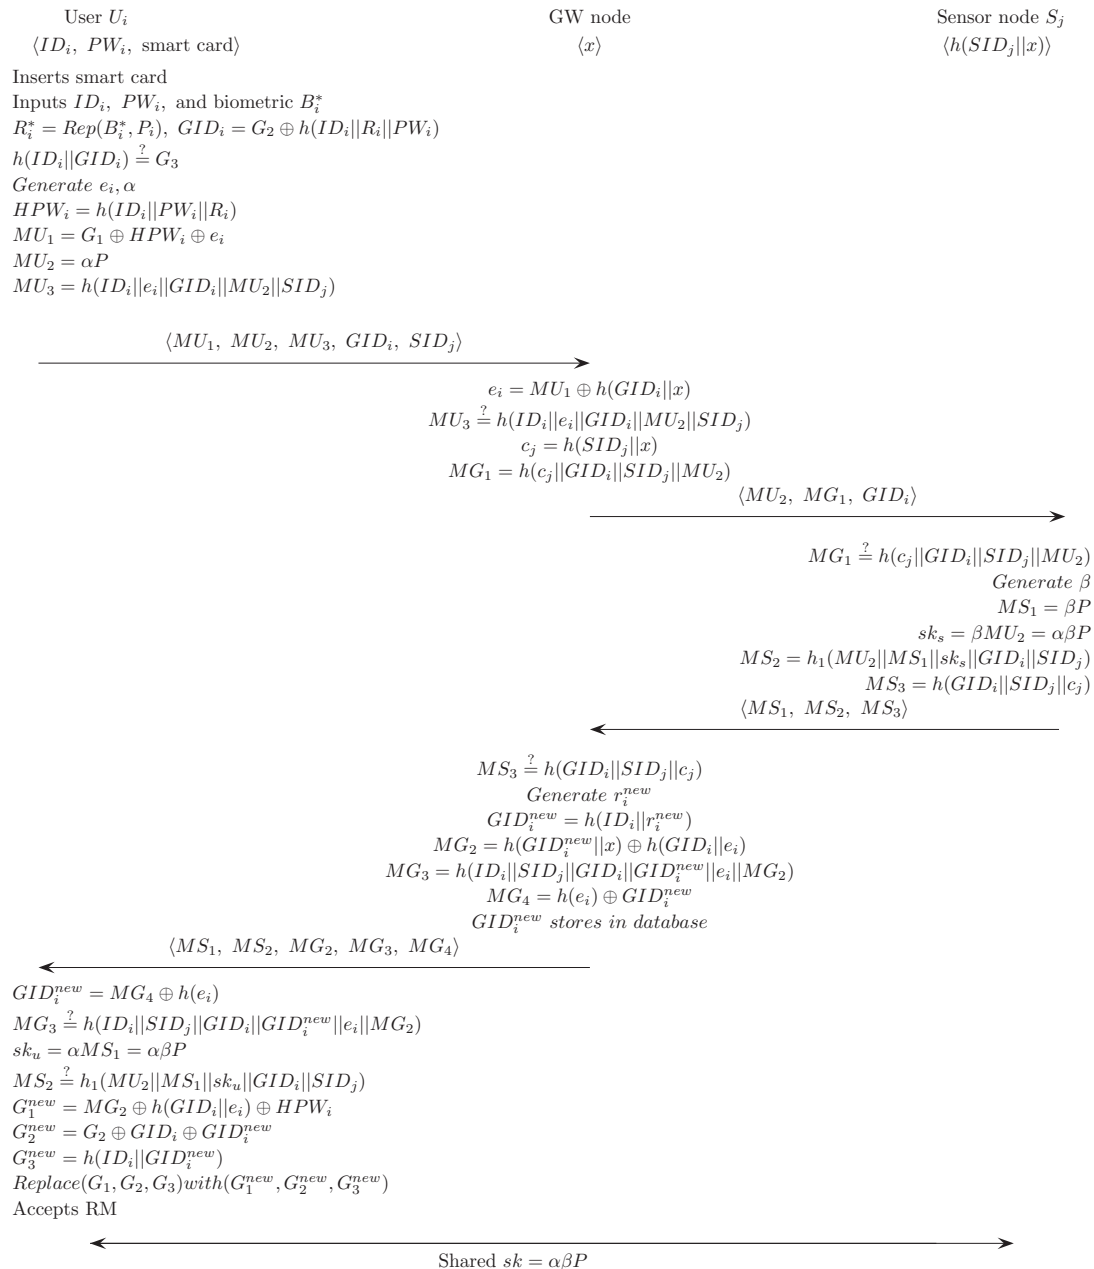 User U_i
GW node
Sensor node S_j
⟨ID_i, PW_i, smart card⟩
⟨x⟩
⟨h(SID_j||x)⟩
Inserts smart card
Inputs ID_i, PW_i, and biometric B_i^*
R_i^* = Rep(B_i^*, P_i), GID_i = G_2 ⊕ h(ID_i||R_i||PW_i)
h(ID_i||GID_i) ≟ G_3
Generate e_i, α
HPW_i = h(ID_i||PW_i||R_i)
MU_1 = G_1 ⊕ HPW_i ⊕ e_i
MU_2 = αP
MU_3 = h(ID_i||e_i||GID_i||MU_2||SID_j)
⟨MU_1, MU_2, MU_3, GID_i, SID_j⟩
e_i = MU_1 ⊕ h(GID_i||x)
MU_3 ≟ h(ID_i||e_i||GID_i||MU_2||SID_j)
c_j = h(SID_j||x)
MG_1 = h(c_j||GID_i||SID_j||MU_2)
⟨MU_2, MG_1, GID_i⟩
MG_1 ≟ h(c_j||GID_i||SID_j||MU_2)
Generate β
MS_1 = βP
sk_s = βMU_2 = αβP
MS_2 = h_1(MU_2||MS_1||sk_s||GID_i||SID_j)
MS_3 = h(GID_i||SID_j||c_j)
⟨MS_1, MS_2, MS_3⟩
MS_3 ≟ h(GID_i||SID_j||c_j)
Generate r_i^{new}
GID_i^{new} = h(ID_i||r_i^{new})
MG_2 = h(GID_i^{new}||x) ⊕ h(GID_i||e_i)
MG_3 = h(ID_i||SID_j||GID_i||GID_i^{new}||e_i||MG_2)
MG_4 = h(e_i) ⊕ GID_i^{new}
GID_i^{new} stores in database
⟨MS_1, MS_2, MG_2, MG_3, MG_4⟩
GID_i^{new} = MG_4 ⊕ h(e_i)
MG_3 ≟ h(ID_i||SID_j||GID_i||GID_i^{new}||e_i||MG_2)
sk_u = αMS_1 = αβP
MS_2 ≟ h_1(MU_2||MS_1||sk_u||GID_i||SID_j)
G_1^{new} = MG_2 ⊕ h(GID_i||e_i) ⊕ HPW_i
G_2^{new} = G_2 ⊕ GID_i ⊕ GID_i^{new}
G_3^{new} = h(ID_i||GID_i^{new})
Replace(G_1, G_2, G_3)with(G_1^{new}, G_2^{new}, G_3^{new})
Accepts RM
Shared sk = αβP